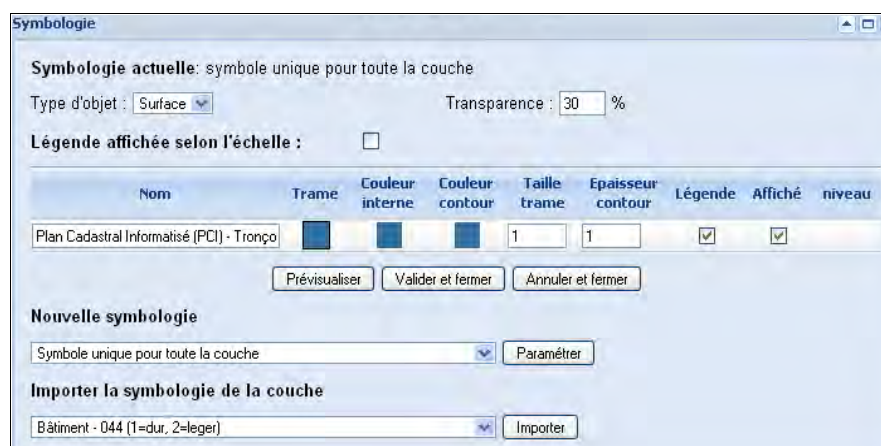 Symbologie
Symbologie actuelle: symbole unique pour toute la couche
Type d'objet : Surface Transparence : 30 %
Légende affichée selon l'échelle :
Nom Trame Couleur interne Couleur contour Taille trame Epaisseur contour Légende Affiché niveau
Plan Cadastral Informatisé (PCI) - Tronço 1 1
Prévisualiser Valider et fermer Annuler et fermer
Nouvelle symbologie
Symbole unique pour toute la couche Paramétrer
Importer la symbologie de la couche
Bâtiment - 044 (1=dur, 2=leger) Importer